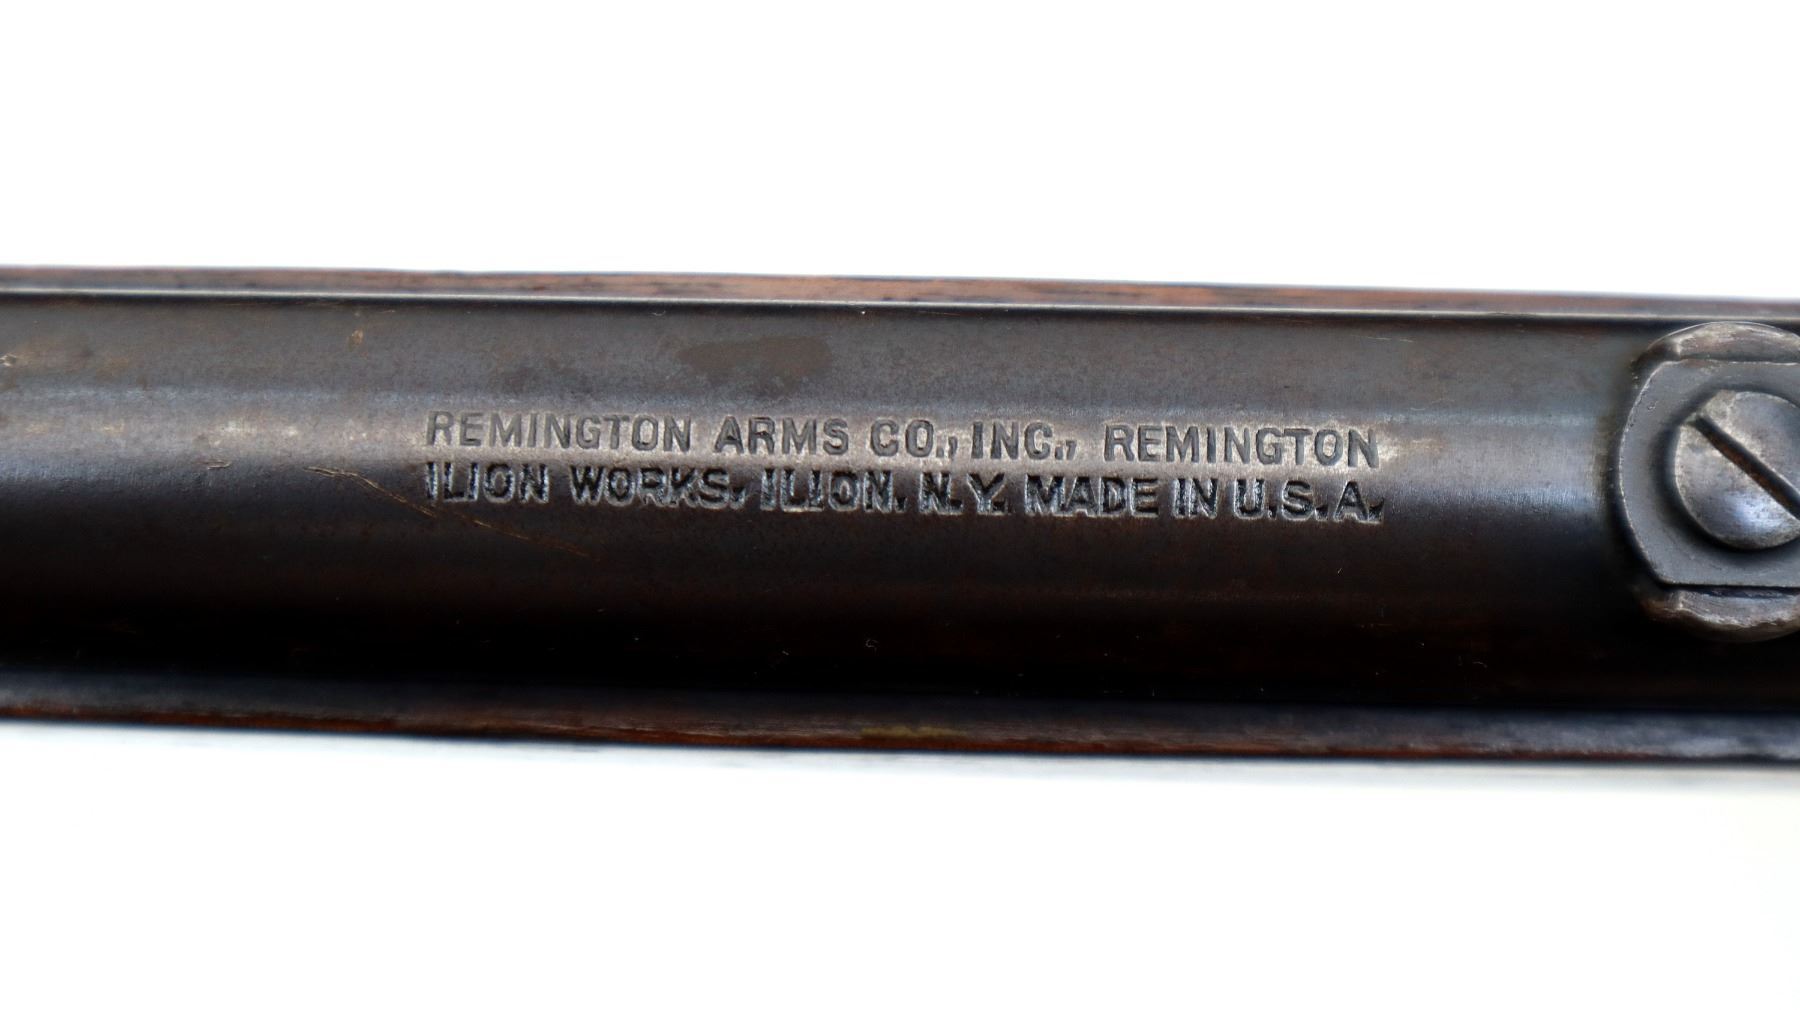 REMINGTON ARMS CO., INC., REMINGTON
ILION WORKS. ILION. N.Y. MADE IN U.S.A.